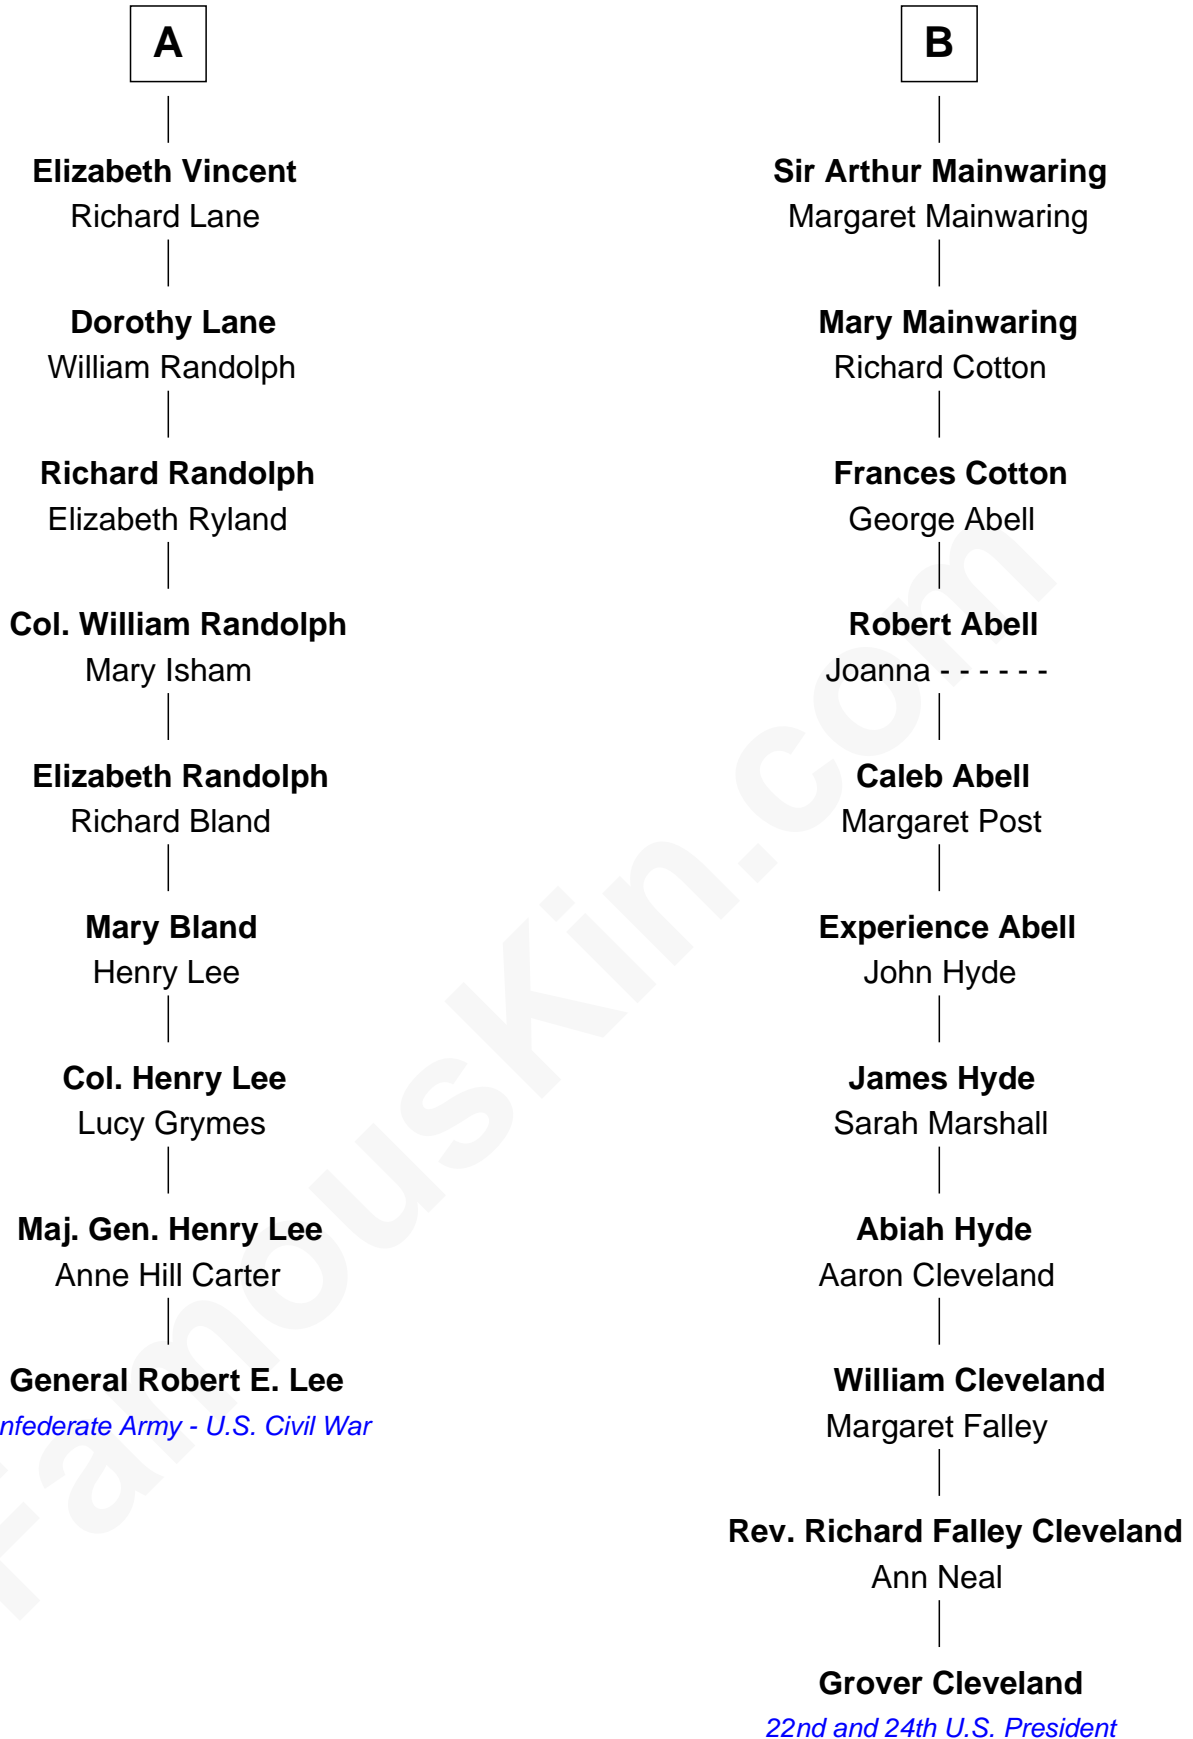 A
Elizabeth Vincent
Richard Lane
Dorothy Lane
William Randolph
Richard Randolph
Elizabeth Ryland
Col. William Randolph
Mary Isham
Elizabeth Randolph
Richard Bland
Mary Bland
Henry Lee
Col. Henry Lee
Lucy Grymes
Maj. Gen. Henry Lee
Anne Hill Carter
General Robert E. Lee
nfederate Army - U.S. Civil War
B
Sir Arthur Mainwaring
Margaret Mainwaring
Mary Mainwaring
Richard Cotton
Frances Cotton
George Abell
Robert Abell
Joanna - - - - - -
Caleb Abell
Margaret Post
Experience Abell
John Hyde
James Hyde
Sarah Marshall
Abiah Hyde
Aaron Cleveland
William Cleveland
Margaret Falley
Rev. Richard Falley Cleveland
Ann Neal
Grover Cleveland
22nd and 24th U.S. President
FamousKin.com